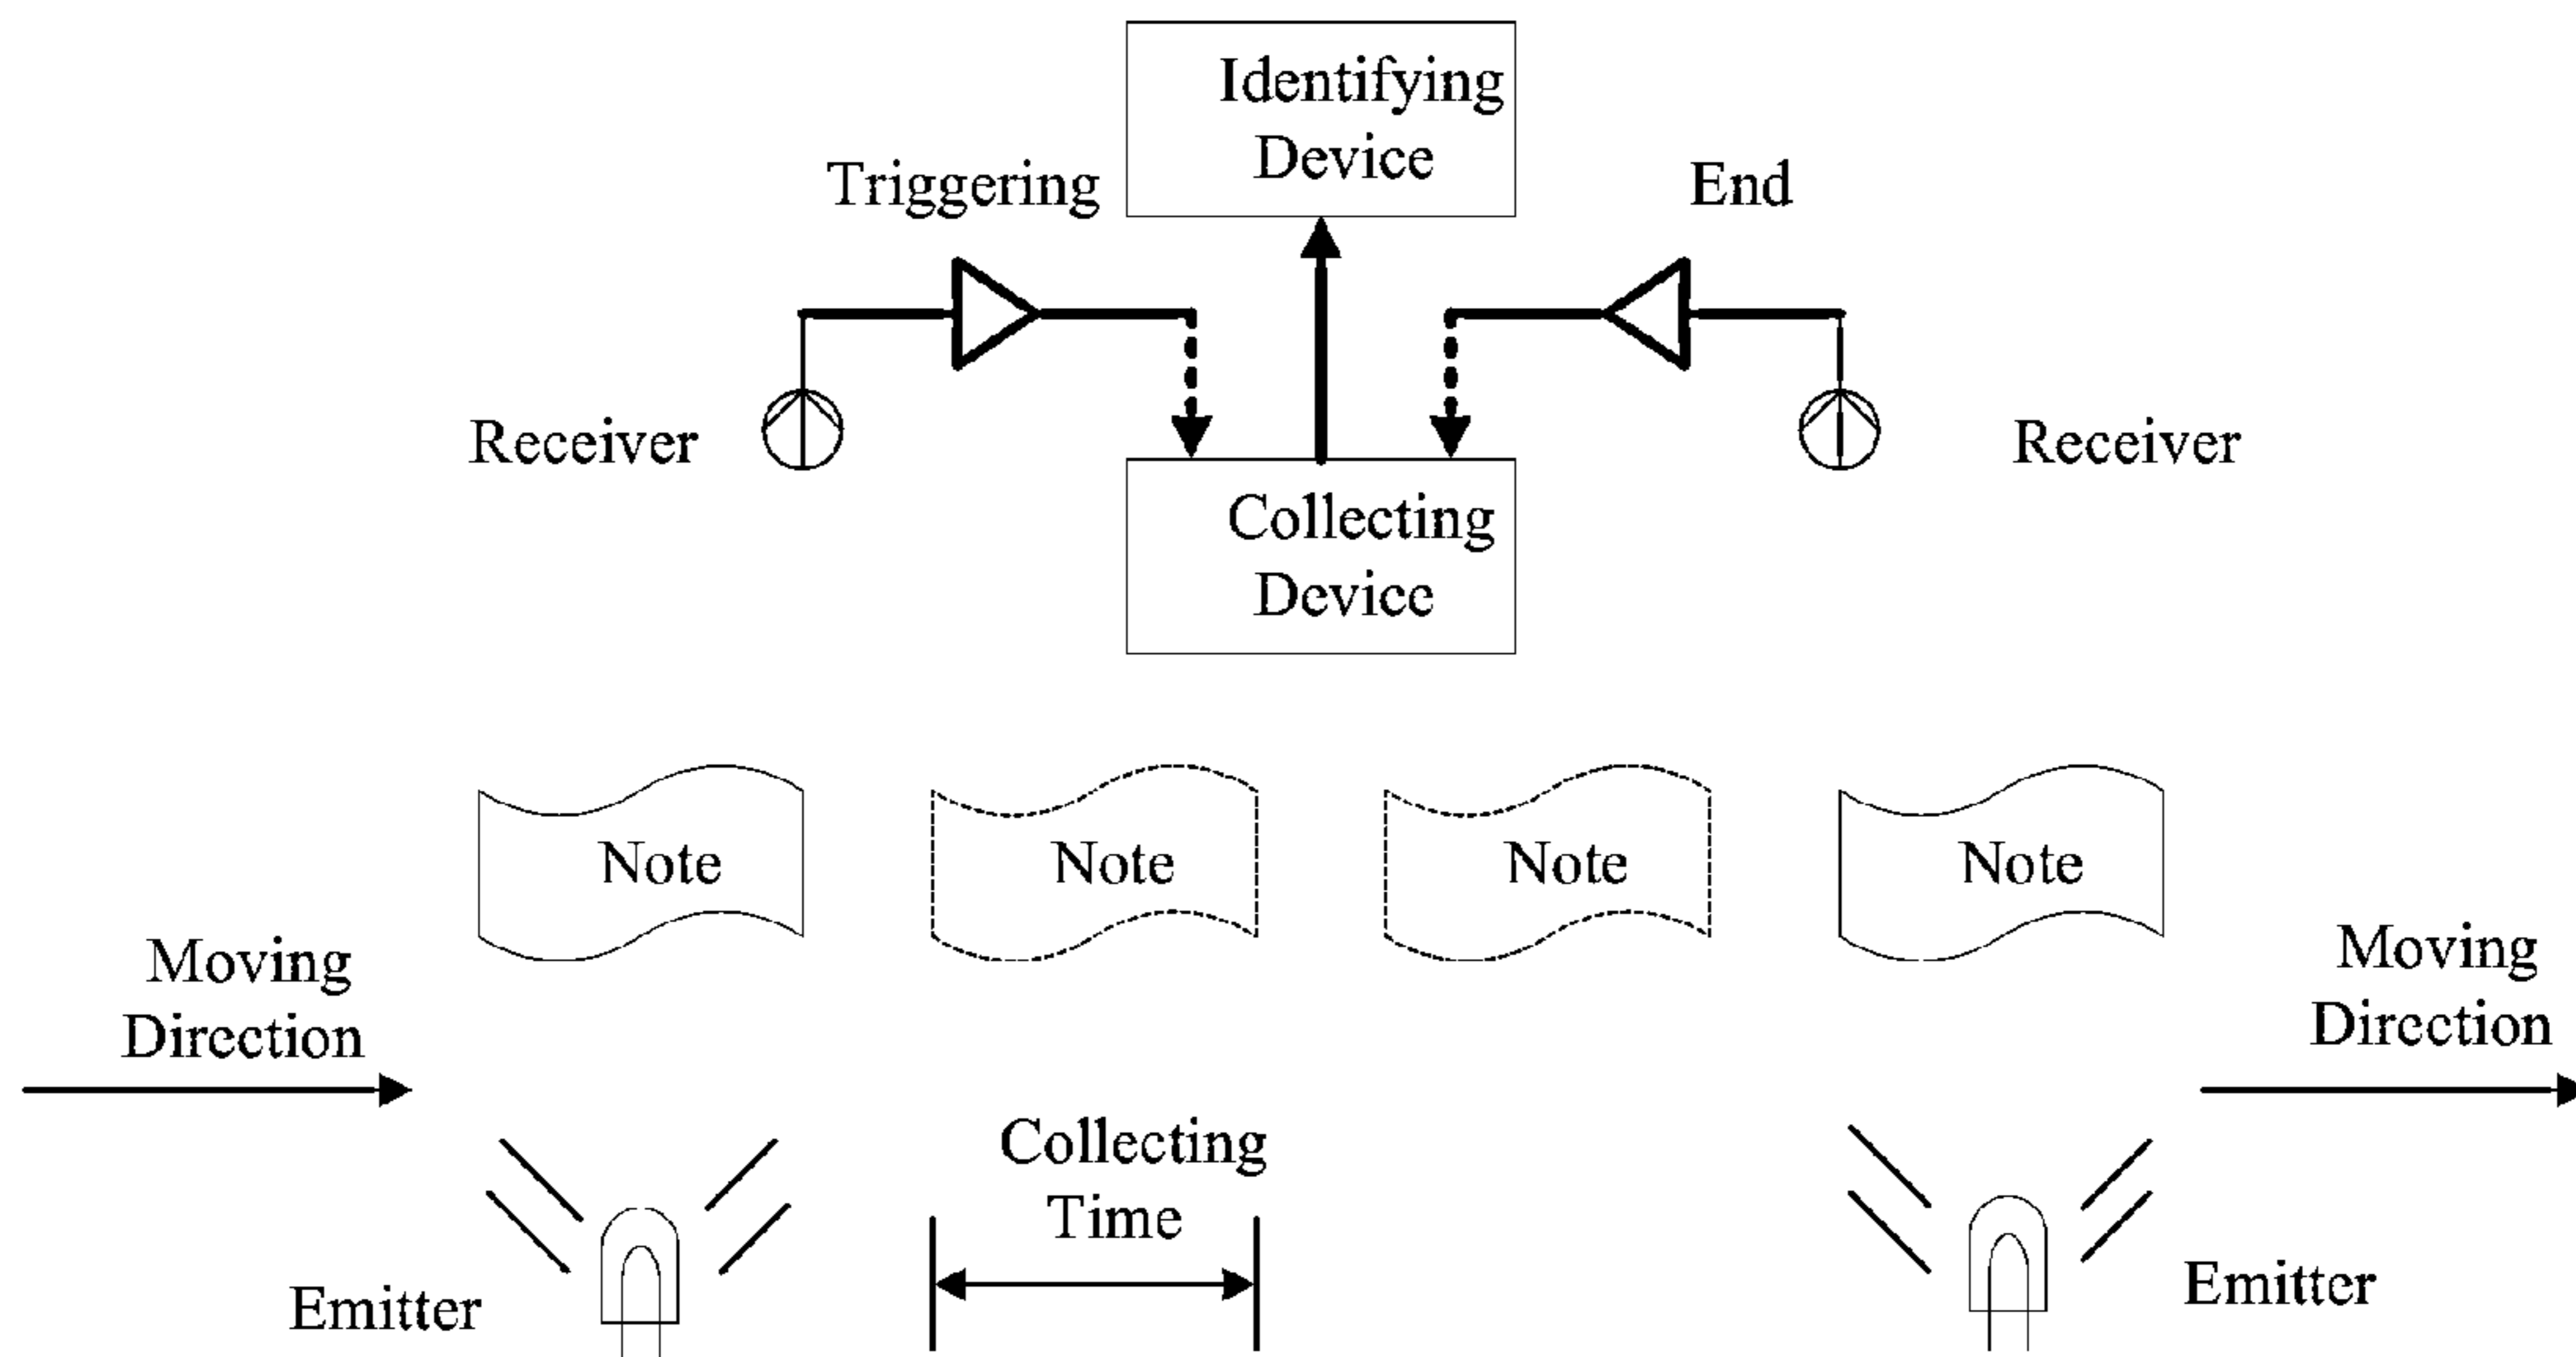 Identifying
Device
Triggering
End
Receiver
Receiver
Collecting
Device
Note
Note
Note
Note
Moving
Direction
Moving
Direction
Collecting
Time
Emitter
Emitter